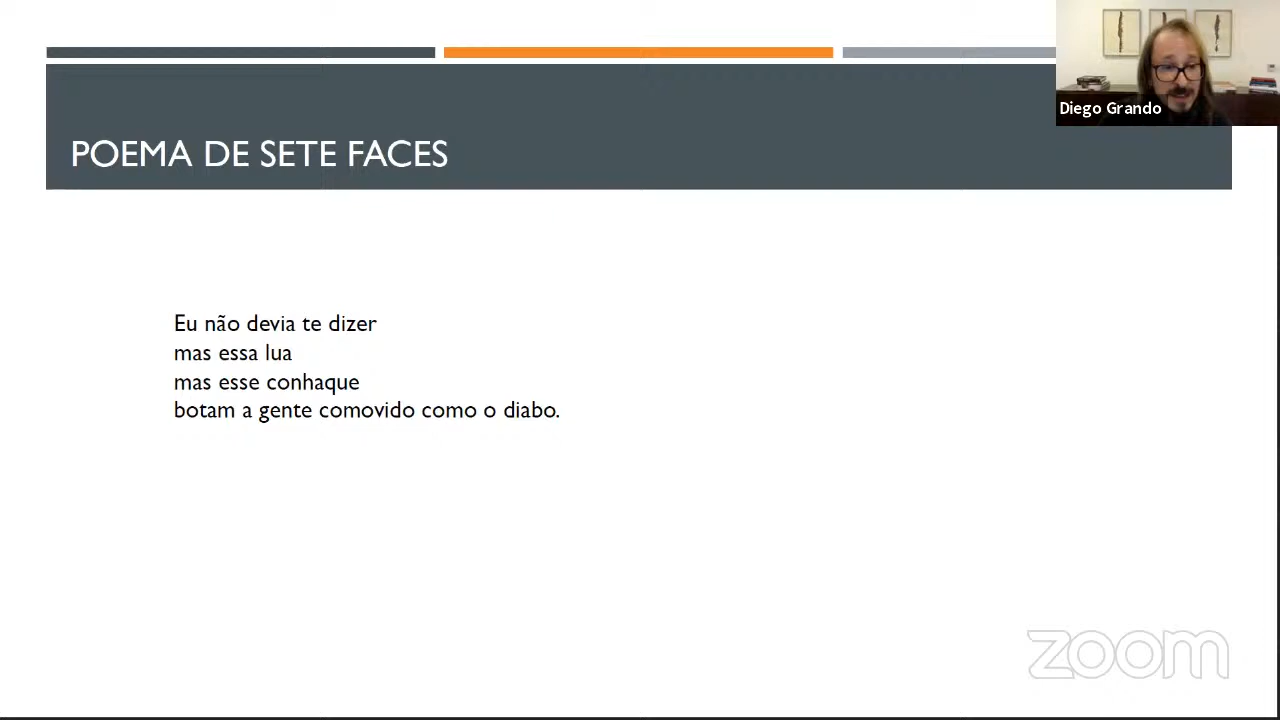 Diego Grando
POEMA DE SETE FACES
Eu não devia te dizer
mas essa lua
mas esse conhaque
botam a gente comovido como o diabo.
zoom